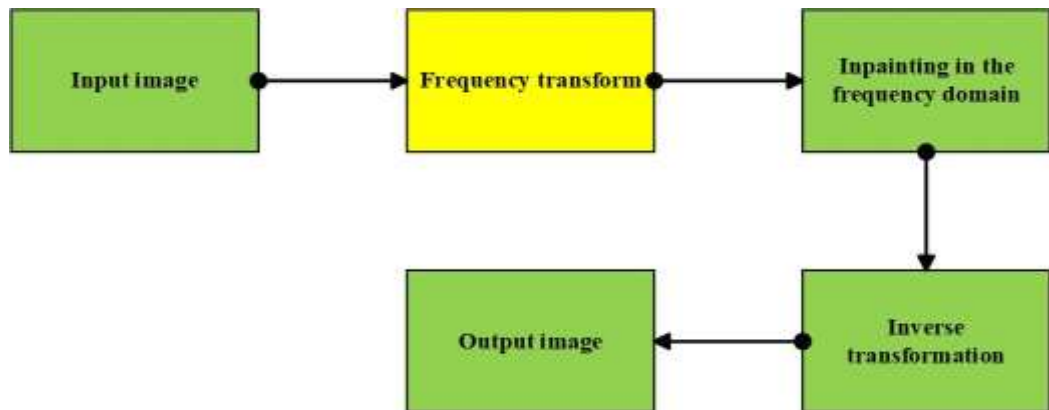 Input image
Frequency transform
Inpainting in the
frequency domain
Inverse
transformation
Output image